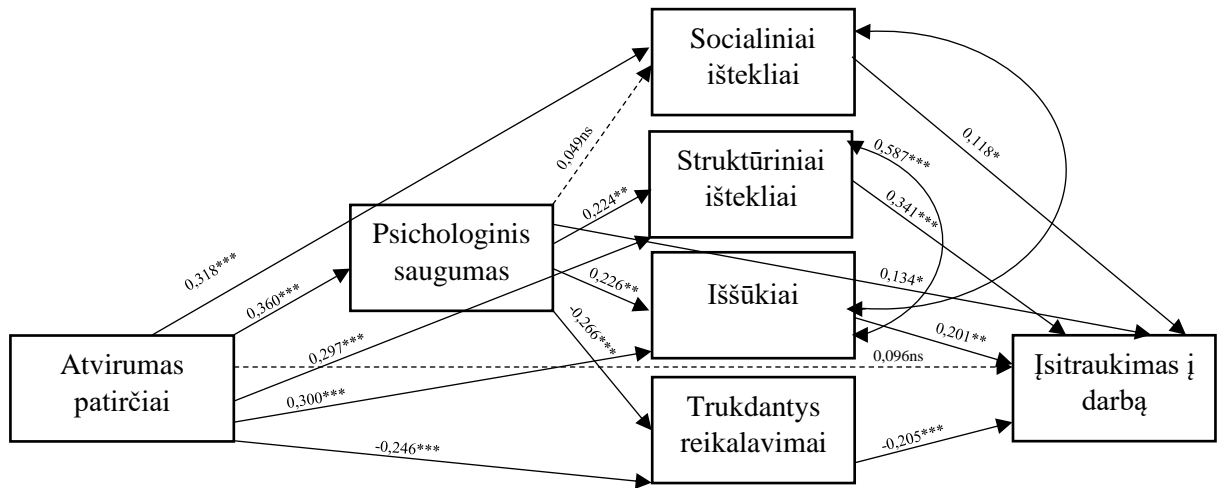 Socialiniai
ištekliai
0,118*
0,049ns
Struktūriniai
ištekliai
0,587***
0,341***
Psichologinis
saugumas
0,224**
0,318***
0,360***
0,226**
Iššūkiai
0,134*
-0,266***
0,201**
0,297***
0,096ns
Atvirumas
patirčiai
0,300***
Įsitraukimas į
darbą
Trukdantys
reikalavimai
-0,246***
-0,205***